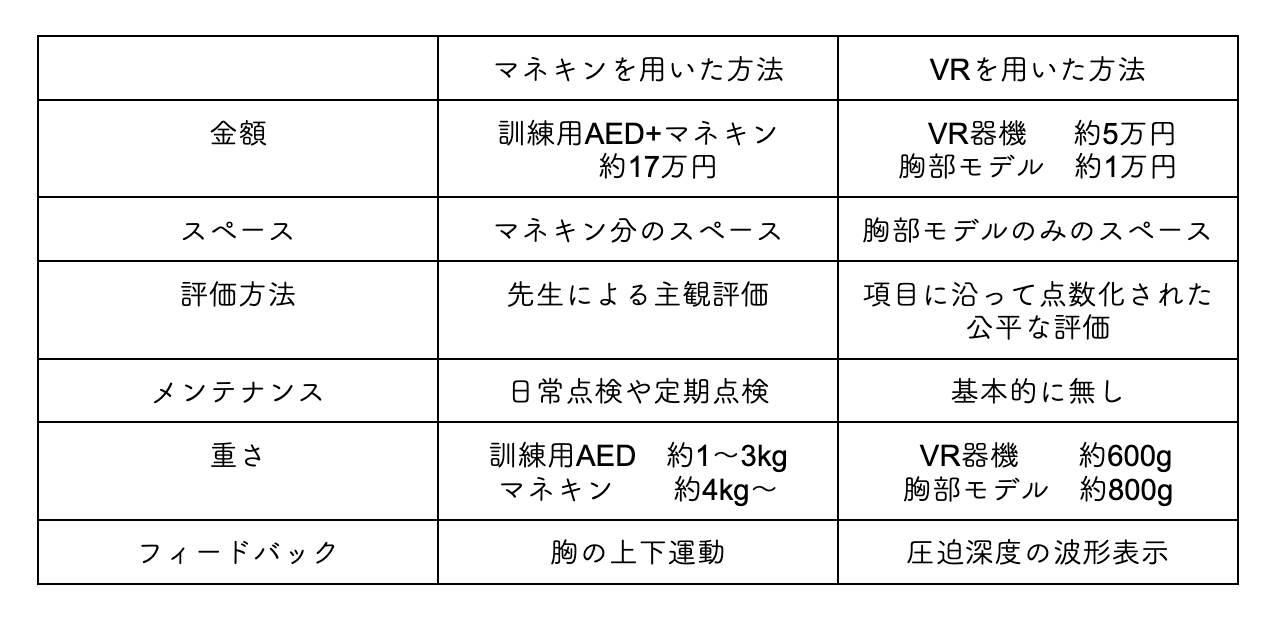 マネキンを用いた方法 VRを用いた方法
金額 訓練用AED+マネキン VR器機 約5万円
約17万円 胸部モデル 約1万円
スペース マネキン分のスペース 胸部モデルのみのスペース
評価方法 先生による主観評価 項目に沿って点数化された
公平な評価
メンテナンス 日常点検や定期点検 基本的に無し
重さ 訓練用AED 約1〜3kg VR器機 約600g
マネキン 約4kg〜 胸部モデル 約800g
フィードバック 胸の上下運動 圧迫深度の波形表示